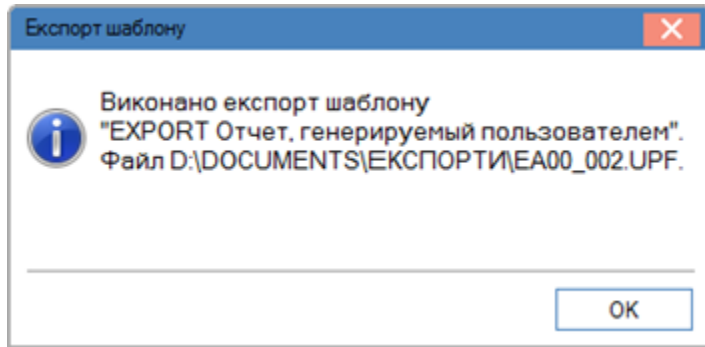 Експорт шаблону
Виконано експорт шаблону
"EXPORT Отчет, генерируемый пользователем".
Файл D:\DOCUMENTS\ЕКСПОРТИ\EA00_002.UPF.
OK